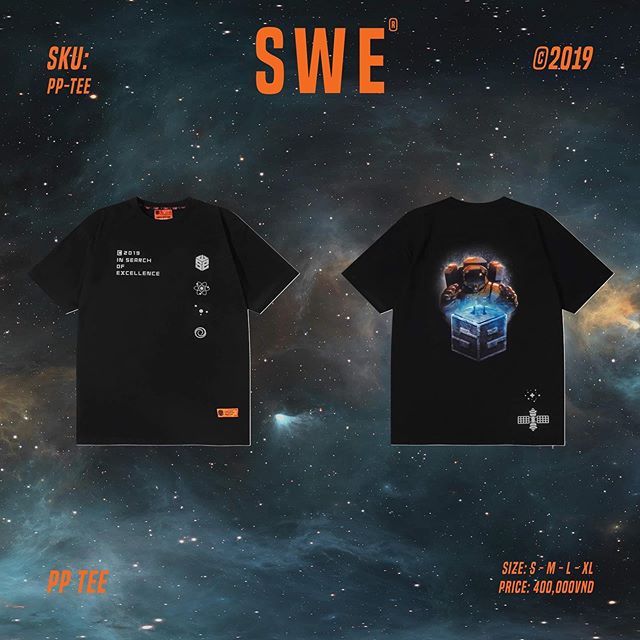 SKU:
PP-TEE
SWE®
©2019
© 2019
IN SEARCH
OF
EXCELLENCE
PP TEE
SIZE: S - M - L - XL
PRICE: 400,000VND